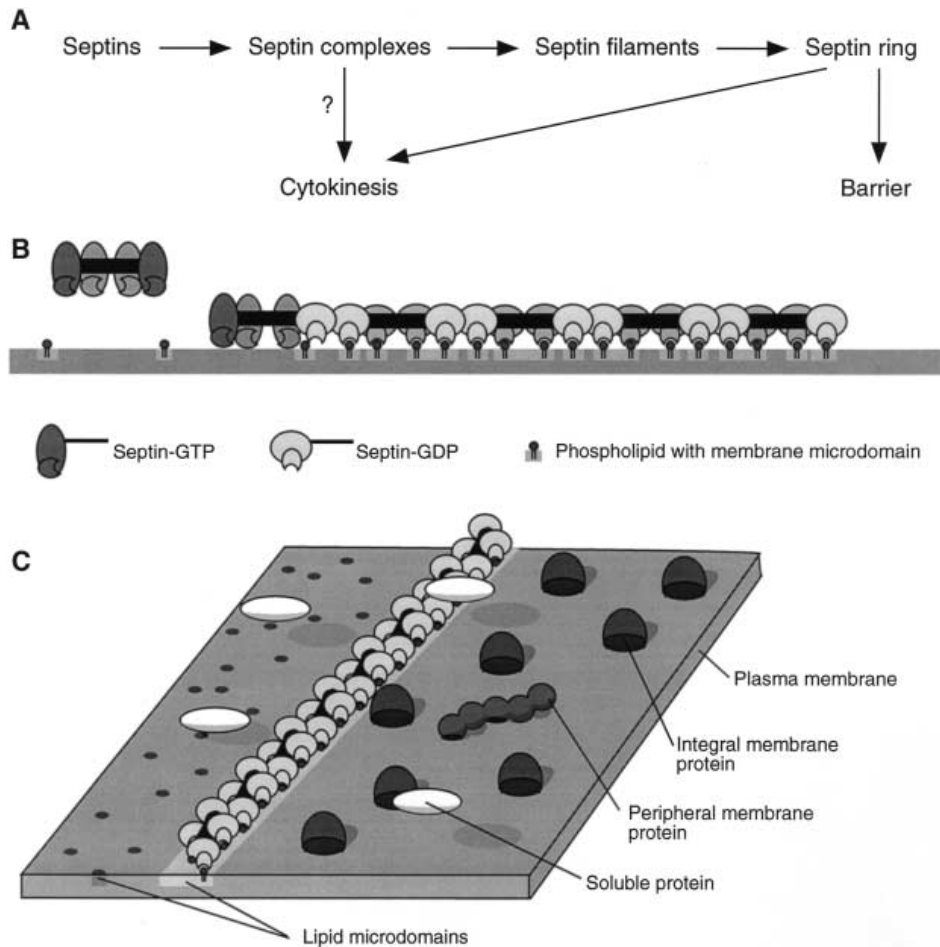 A
Septins Septin complexes Septin filaments Septin ring
?
Cytokinesis Barrier
B
Septin-GTP Septin-GDP Phospholipid with membrane microdomain
C
Plasma membrane
Integral membrane
protein
Peripheral membrane
protein
Soluble protein
Lipid microdomains